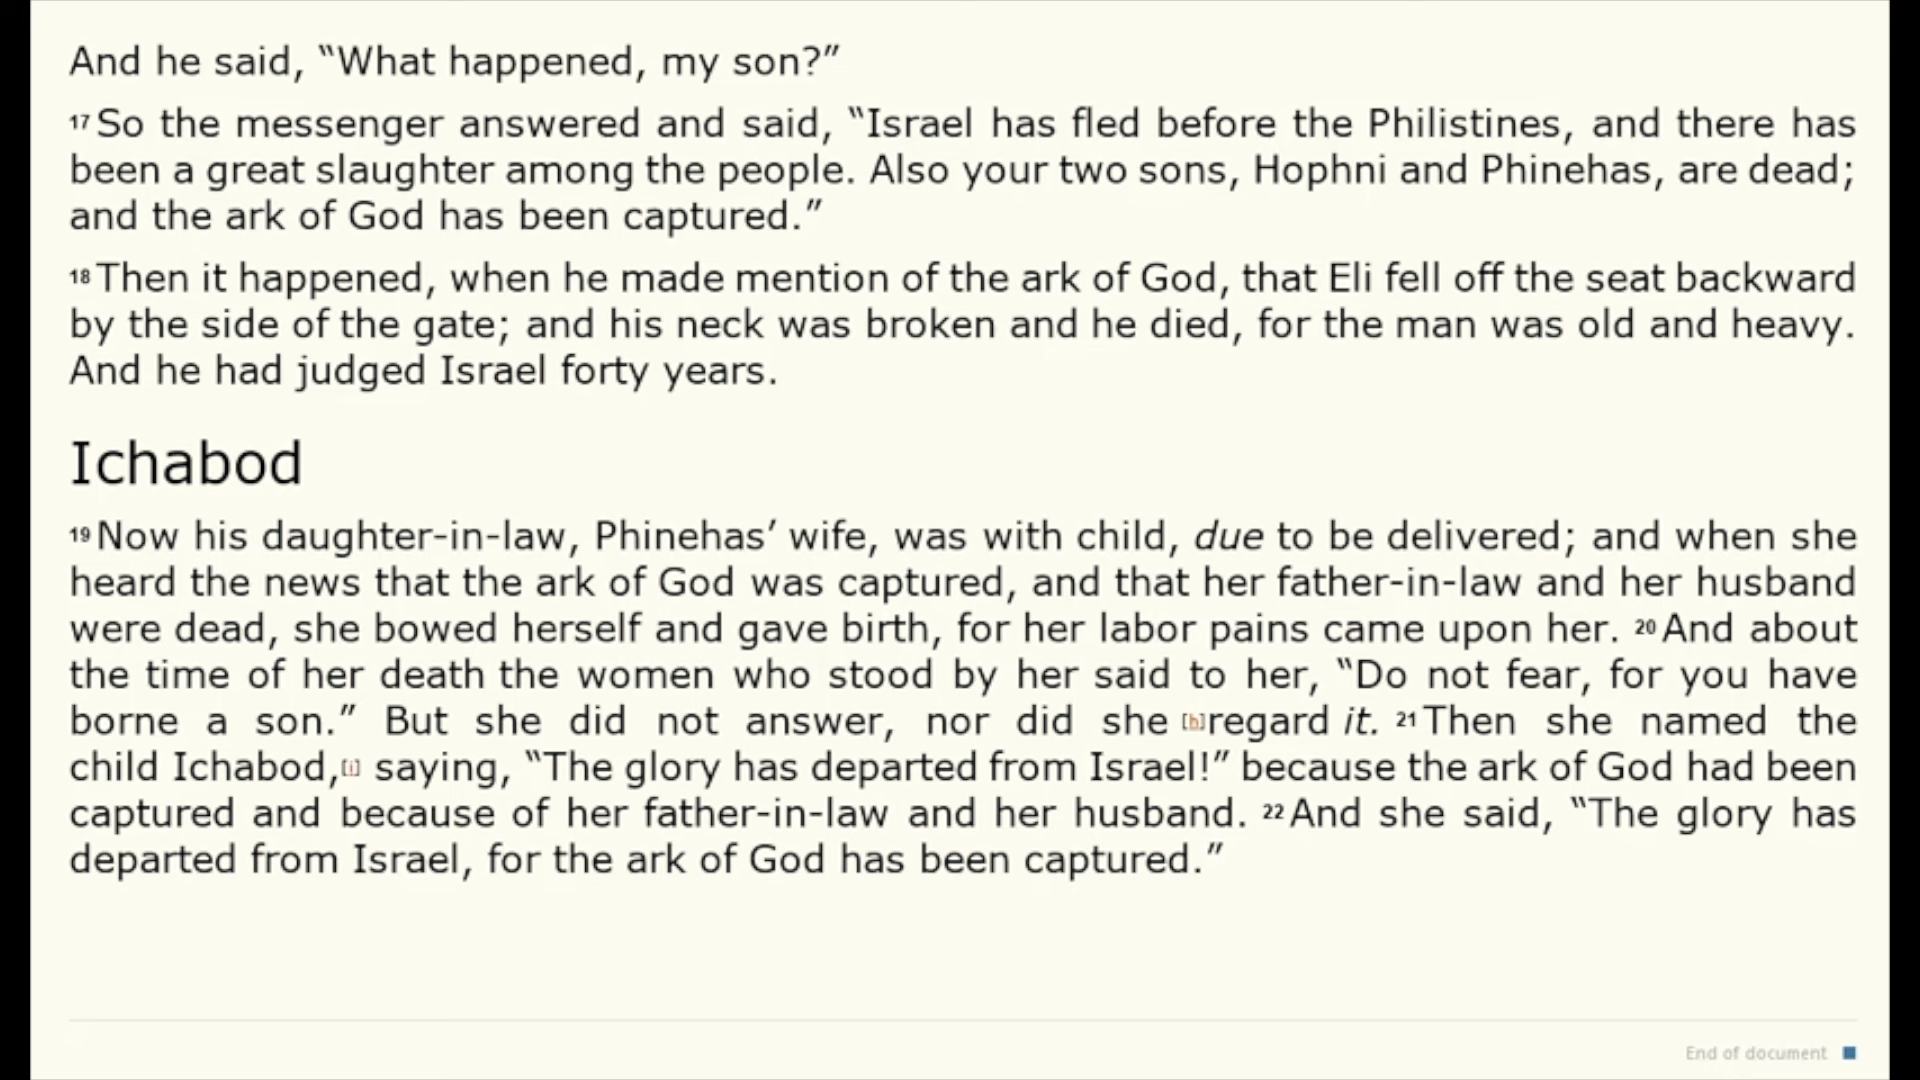 And he said, “What happened, my son?”
17 So the messenger answered and said, “Israel has fled before the Philistines, and there has
been a great slaughter among the people. Also your two sons, Hophni and Phinehas, are dead;
and the ark of God has been captured.”
18 Then it happened, when he made mention of the ark of God, that Eli fell off the seat backward
by the side of the gate; and his neck was broken and he died, for the man was old and heavy.
And he had judged Israel forty years.
Ichabod
19 Now his daughter-in-law, Phinehas’ wife, was with child, due to be delivered; and when she
heard the news that the ark of God was captured, and that her father-in-law and her husband
were dead, she bowed herself and gave birth, for her labor pains came upon her. 20 And about
the time of her death the women who stood by her said to her, “Do not fear, for you have
borne a son.” But she did not answer, nor did she [h]regard it. 21 Then she named the
child Ichabod,[i] saying, “The glory has departed from Israel!” because the ark of God had been
captured and because of her father-in-law and her husband. 22 And she said, “The glory has
departed from Israel, for the ark of God has been captured.”
End of document